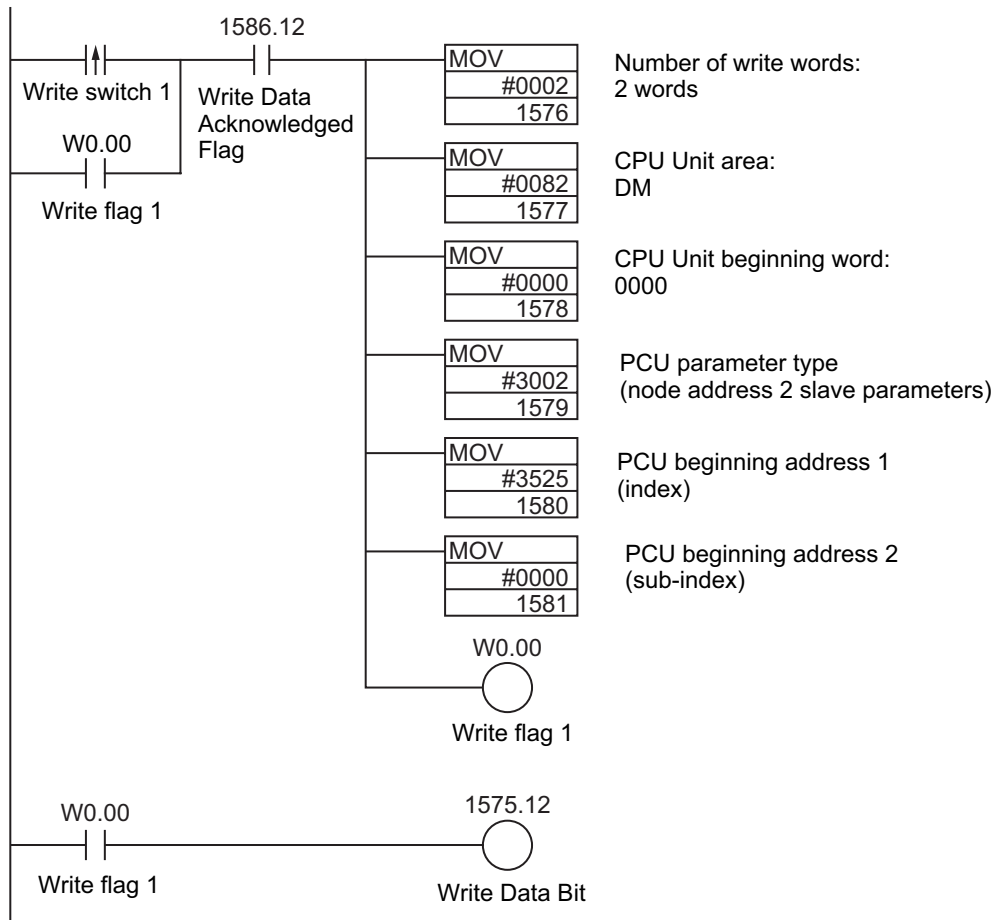 1586.12
Write switch 1
Write Data
Acknowledged
Flag
W0.00
Write flag 1
MOV
#0002
1576
Number of write words:
2 words
MOV
#0082
1577
CPU Unit area:
DM
MOV
#0000
1578
CPU Unit beginning word:
0000
MOV
#3002
1579
PCU parameter type
(node address 2 slave parameters)
MOV
#3525
1580
PCU beginning address 1
(index)
MOV
#0000
1581
PCU beginning address 2
(sub-index)
W0.00
Write flag 1
W0.00
Write flag 1
1575.12
Write Data Bit